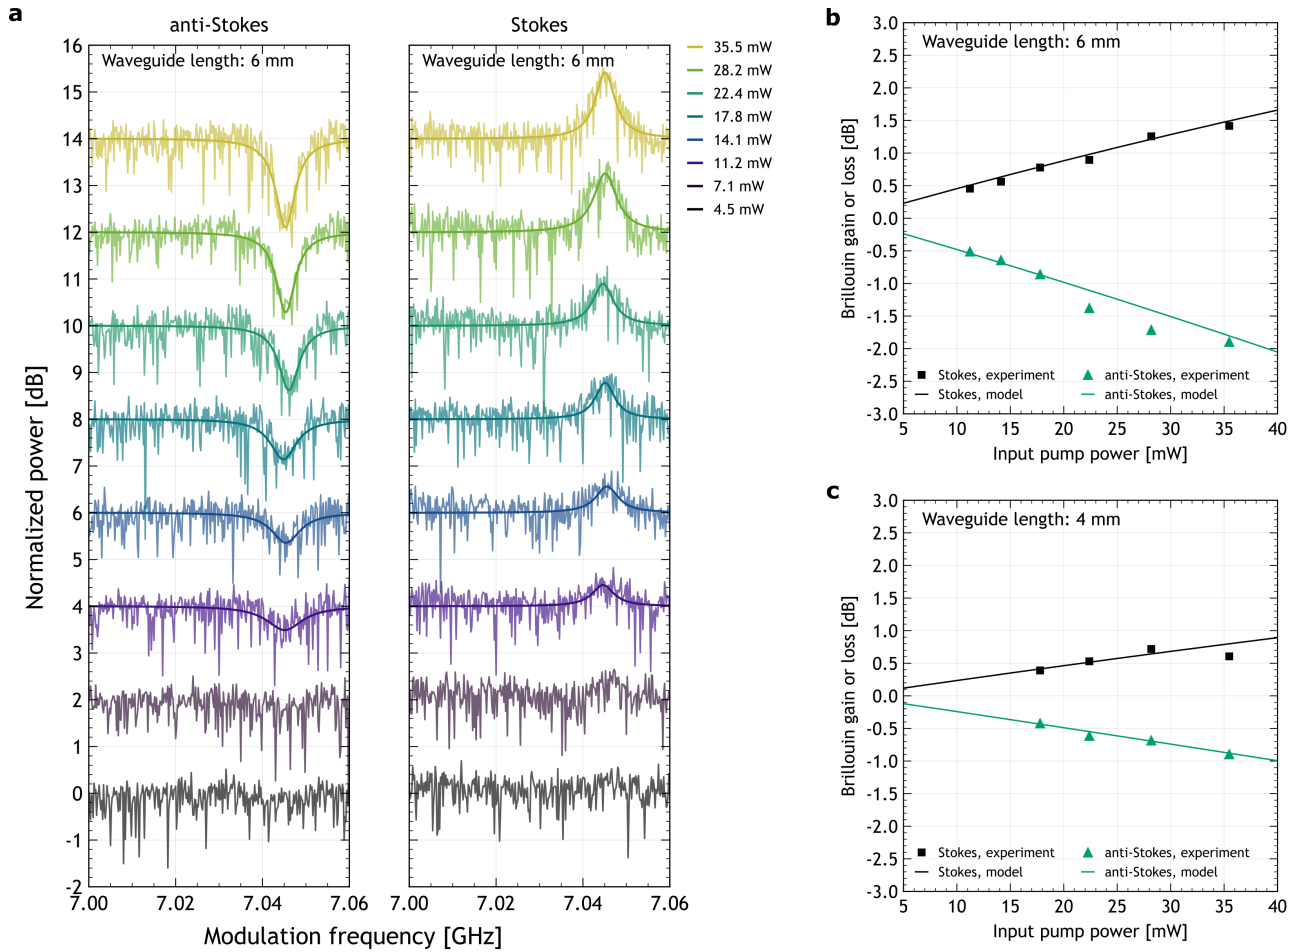 a
anti-Stokes
Stokes
Waveguide length: 6 mm
Waveguide length: 6 mm
16
15
14
13
12
11
10
9
8
7
6
5
4
3
2
1
0
-1
-2
Normalized power [dB]
7.00
7.02
7.04
7.06
7.00
7.02
7.04
7.06
Modulation frequency [GHz]
35.5 mW
28.2 mW
22.4 mW
17.8 mW
14.1 mW
11.2 mW
7.1 mW
4.5 mW
b
Waveguide length: 6 mm
3.0
2.5
2.0
1.5
1.0
0.5
0.0
-0.5
-1.0
-1.5
-2.0
-2.5
-3.0
Brillouin gain or loss [dB]
Stokes, experiment
anti-Stokes, experiment
Stokes, model
anti-Stokes, model
5
10
15
20
25
30
35
40
Input pump power [mW]
c
Waveguide length: 4 mm
3.0
2.5
2.0
1.5
1.0
0.5
0.0
-0.5
-1.0
-1.5
-2.0
-2.5
-3.0
Brillouin gain or loss [dB]
Stokes, experiment
anti-Stokes, experiment
Stokes, model
anti-Stokes, model
5
10
15
20
25
30
35
40
Input pump power [mW]